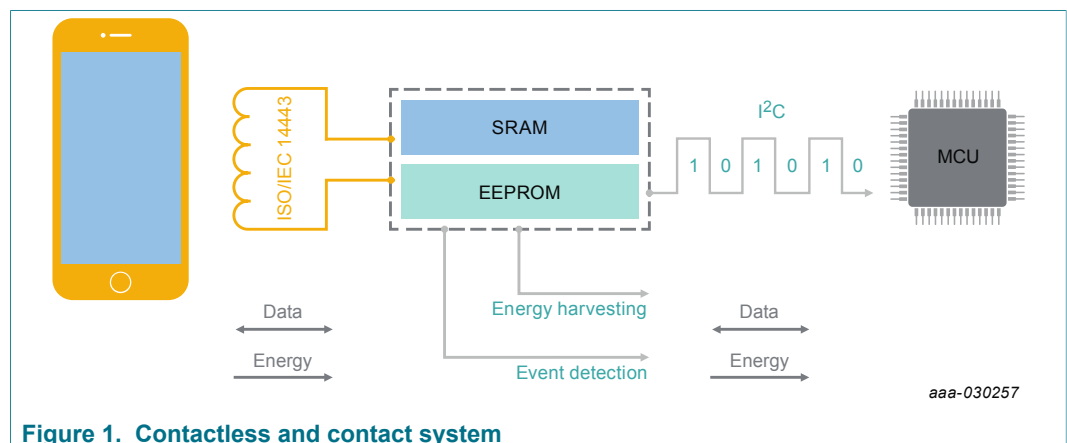 ISO/IEC 14443
SRAM
EEPROM
I²C
1 0 1 0 1 0
MCU
Energy harvesting
Event detection
Data
Energy
Data
Energy
aaa-030257
Figure 1. Contactless and contact system